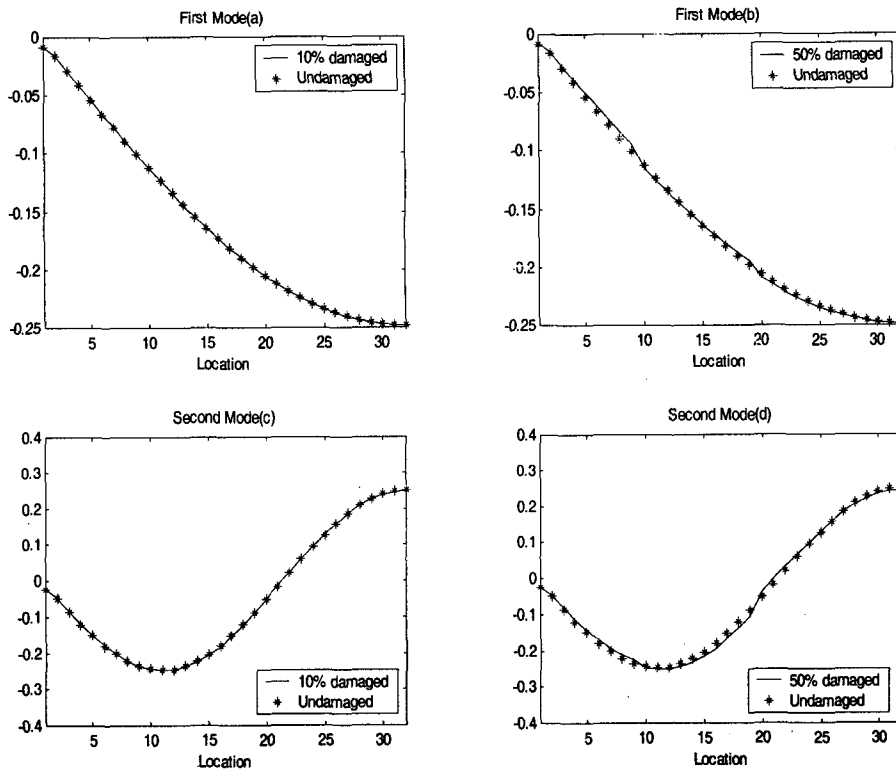 First Mode(a)
0
-0.05
-0.1
-0.15
-0.2
-0.25
5 10 15 20 25 30
Location
10% damaged
Undamaged
First Mode(b)
0
-0.05
-0.1
-0.15
-0.2
-0.25
5 10 15 20 25 30
Location
50% damaged
Undamaged
Second Mode(c)
0.4
0.3
0.2
0.1
0
-0.1
-0.2
-0.3
-0.4
5 10 15 20 25 30
Location
10% damaged
Undamaged
Second Mode(d)
0.4
0.3
0.2
0.1
0
-0.1
-0.2
-0.3
-0.4
5 10 15 20 25 30
Location
50% damaged
Undamaged